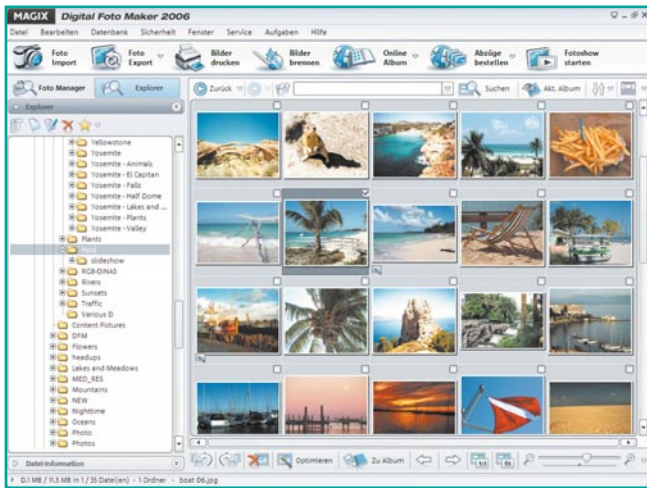 MAGIX Digital Foto Maker 2006
Datei Bearbeiten Datenbank Sicherheit Fenster Service Aufgaben Hilfe
Foto Import
Foto Export
Bilder drucken
Bilder brennen
Online Album
Abzüge bestellen
Fotoshow starten
Foto Manager
Explorer
Zurück
Suchen
Akt. Album
Explorer
Yellowstone
Yosemite
Yosemite - Animals
Yosemite - El Capitan
Yosemite - Falls
Yosemite - Half Dome
Yosemite - Lakes and ...
Yosemite - Plants
Yosemite - Valley
Plants
slideshow
RGB-DINA5
Rivers
Sunsets
Traffic
Various D
Content Pictures
DFM
Flowers
headups
Lakes and Meadows
MED_RES
Mountains
NEW
Nighttime
Oceans
Photo
Photos
Datei-Information
Optimieren
Zu Album
1:1
fit
0.1 MB / 11,5 MB in 1 / 35 Datei(en) - 1 Ordner - boat 06.jpg